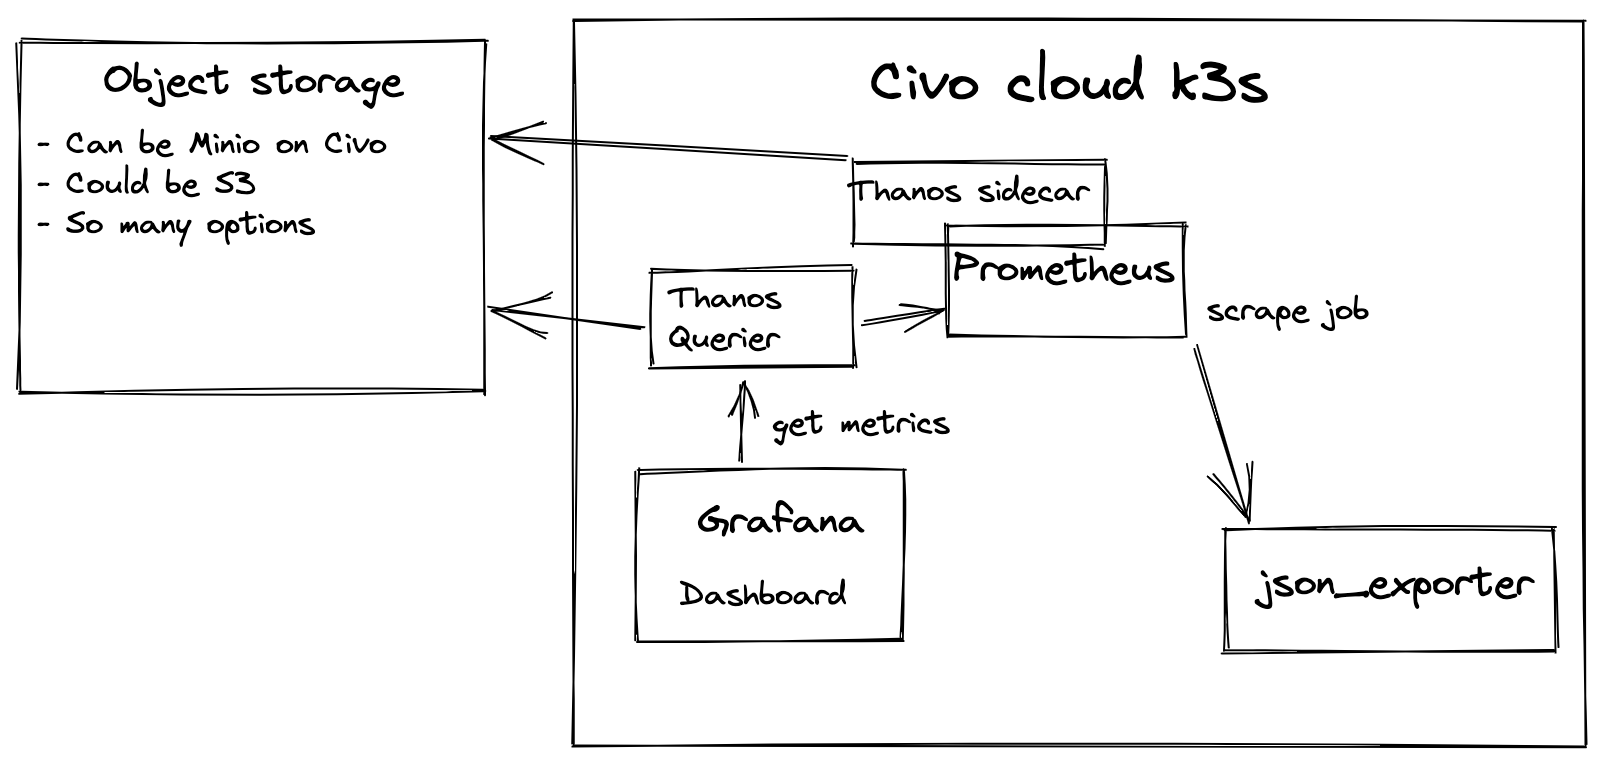 Object storage
- Can be Minio on Civo
- Could be S3
- So many options
Civo cloud k3s
Thanos sidecar
Prometheus
Thanos
Querier
scrape job
get metrics
Grafana
Dashboard
json_exporter